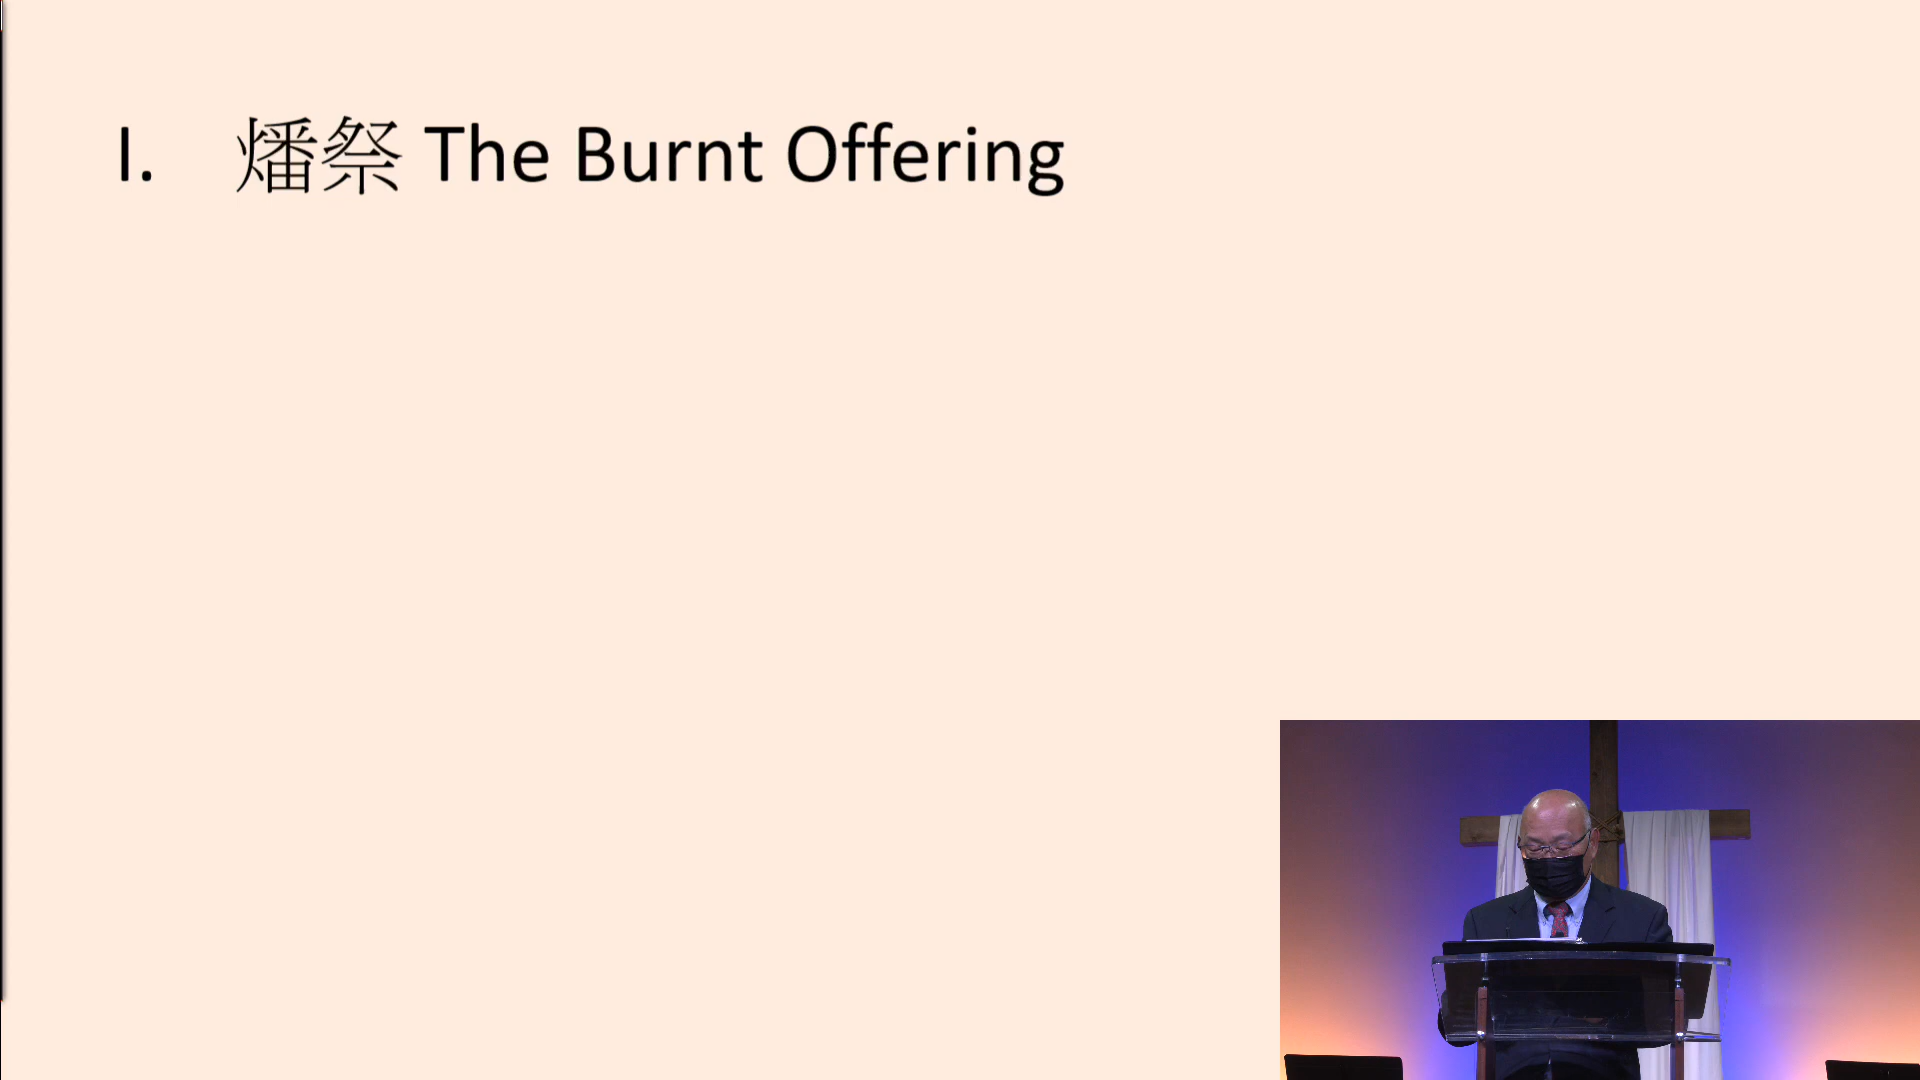 I. 燔祭 The Burnt Offering